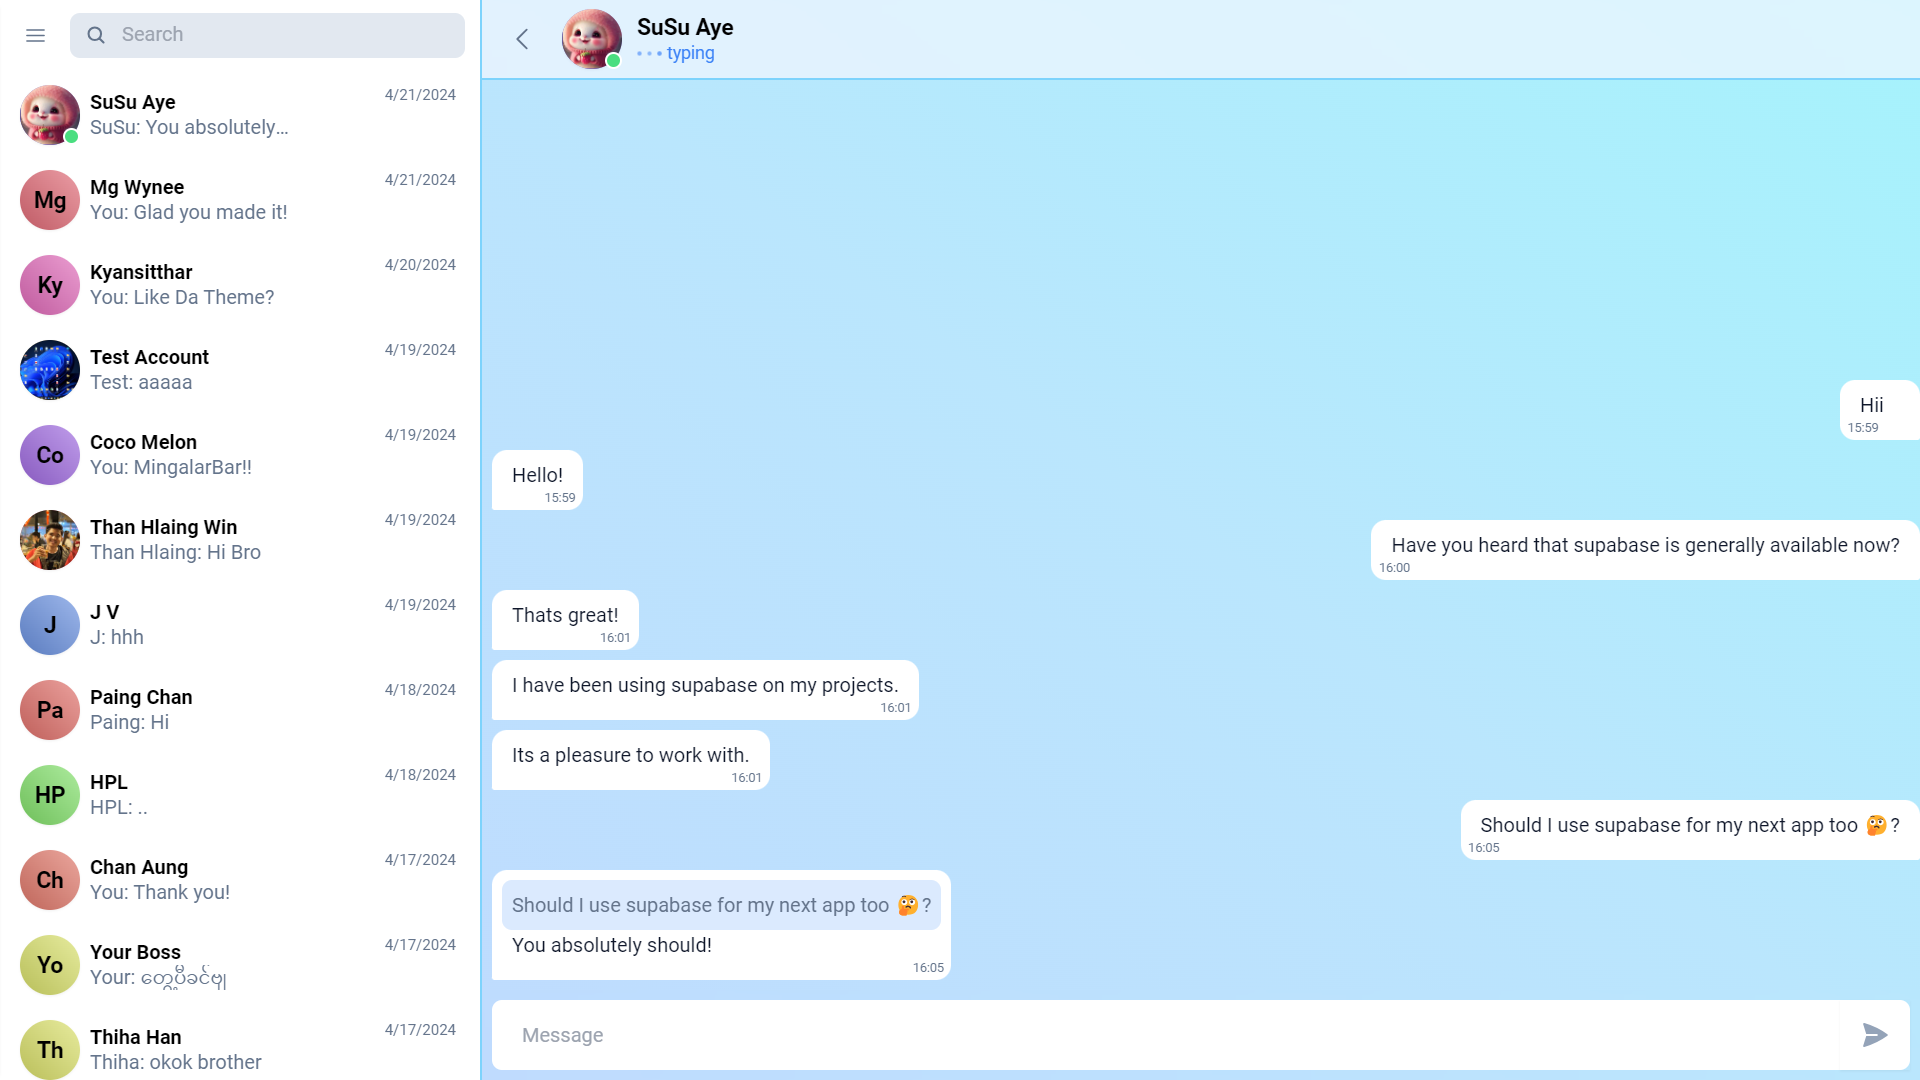 Search
SuSu Aye
4/21/2024
SuSu: You absolutely...
Mg
Mg Wynee
4/21/2024
You: Glad you made it!
Ky
Kyansitthar
4/20/2024
You: Like Da Theme?
Test Account
4/19/2024
Test: aaaaa
Co
Coco Melon
4/19/2024
You: MingalarBar!!
Than Hlaing Win
4/19/2024
Than Hlaing: Hi Bro
J
J V
4/19/2024
J: hhh
Pa
Paing Chan
4/18/2024
Paing: Hi
HP
HPL
4/18/2024
HPL: ..
Ch
Chan Aung
4/17/2024
You: Thank you!
Yo
Your Boss
4/17/2024
Your:
Th
Thiha Han
4/17/2024
Thiha: okok brother
SuSu Aye
typing
Hii
15:59
Hello!
15:59
Have you heard that supabase is generally available now?
16:00
Thats great!
16:01
I have been using supabase on my projects.
16:01
Its a pleasure to work with.
16:01
Should I use supabase for my next app too 🤔?
16:05
Should I use supabase for my next app too 🤔?
You absolutely should!
16:05
Message